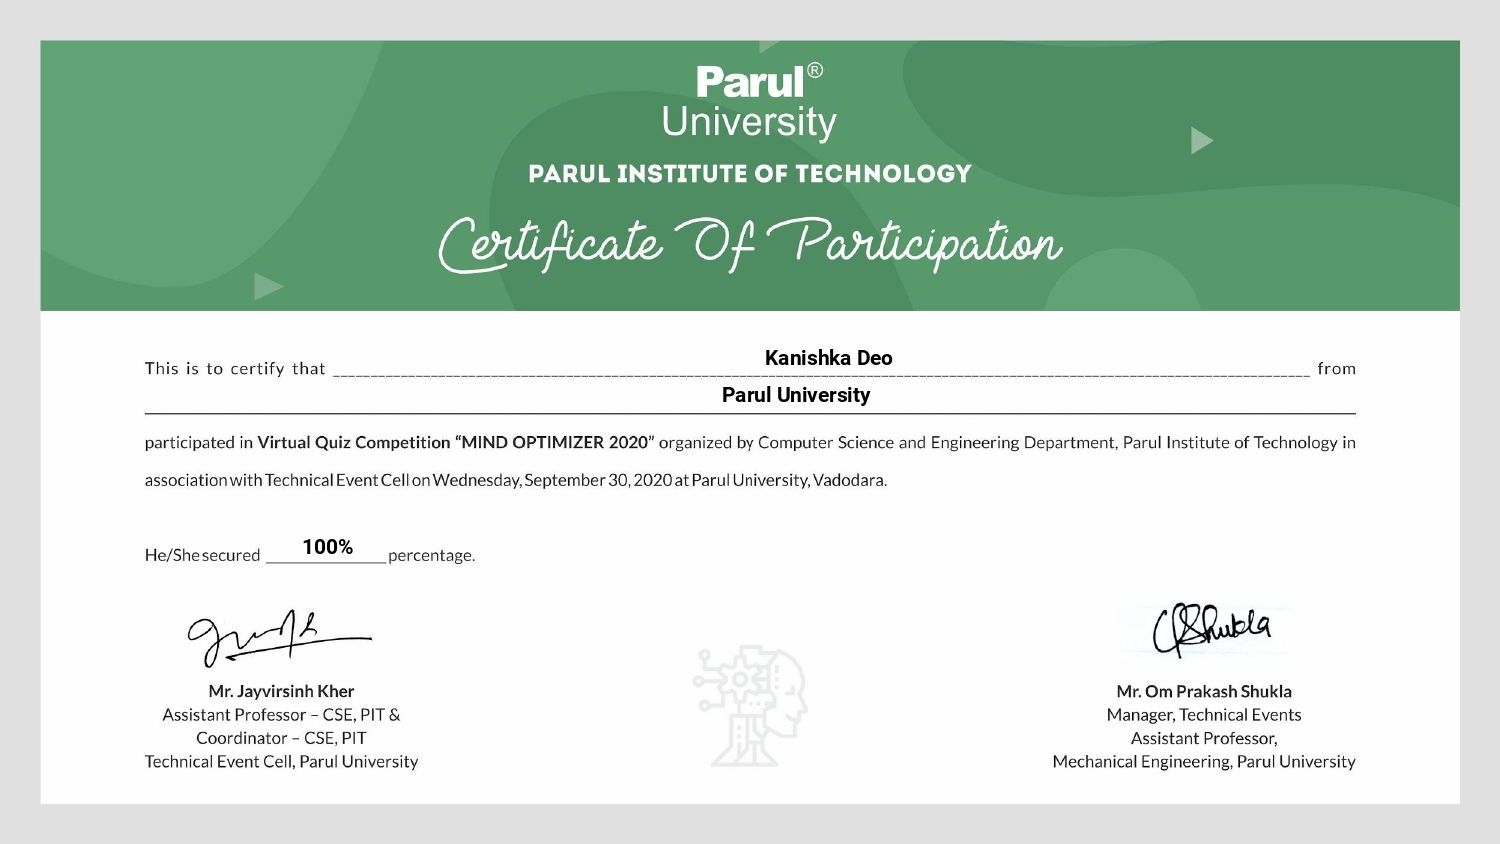 Parul®
University
PARUL INSTITUTE OF TECHNOLOGY
Certificate Of Participation
This is to certify that Kanishka Deo from
Parul University
participated in Virtual Quiz Competition “MIND OPTIMIZER 2020” organized by Computer Science and Engineering Department, Parul Institute of Technology in
association with Technical Event Cell on Wednesday, September 30, 2020 at Parul University, Vadodara.
He/She secured 100% percentage.
Mr. Jayvirsinh Kher
Assistant Professor – CSE, PIT &
Coordinator – CSE, PIT
Technical Event Cell, Parul University
OPShukla
Mr. Om Prakash Shukla
Manager, Technical Events
Assistant Professor,
Mechanical Engineering, Parul University